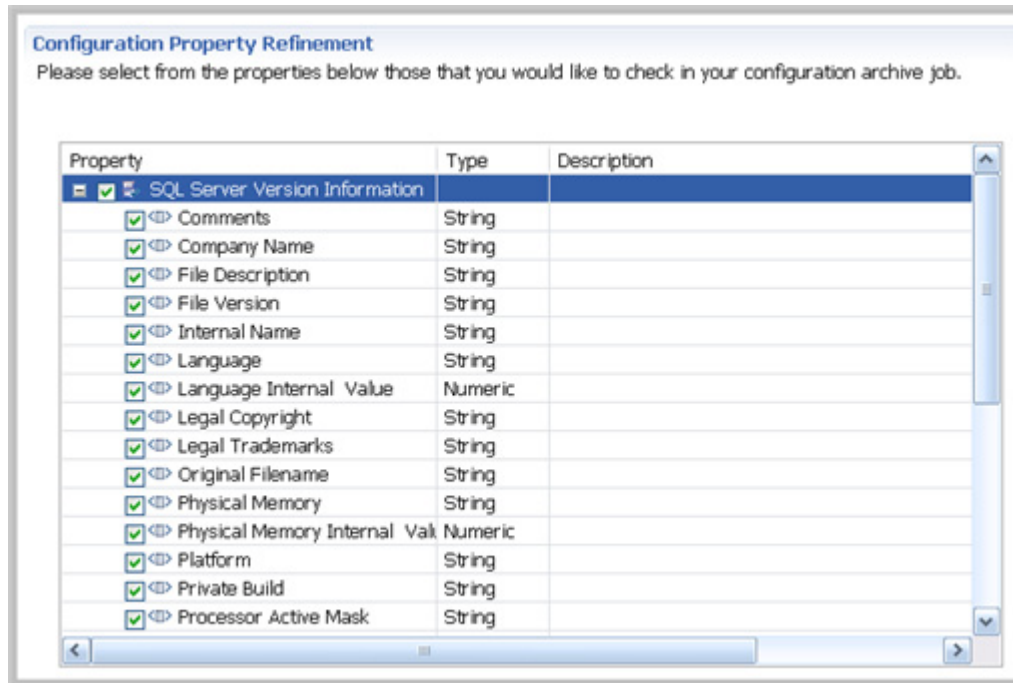 Configuration Property Refinement
Please select from the properties below those that you would like to check in your configuration archive job.
Property Type Description
SQL Server Version Information
Comments String
Company Name String
File Description String
File Version String
Internal Name String
Language String
Language Internal Value Numeric
Legal Copyright String
Legal Trademarks String
Original Filename String
Physical Memory String
Physical Memory Internal Valu Numeric
Platform String
Private Build String
Processor Active Mask String